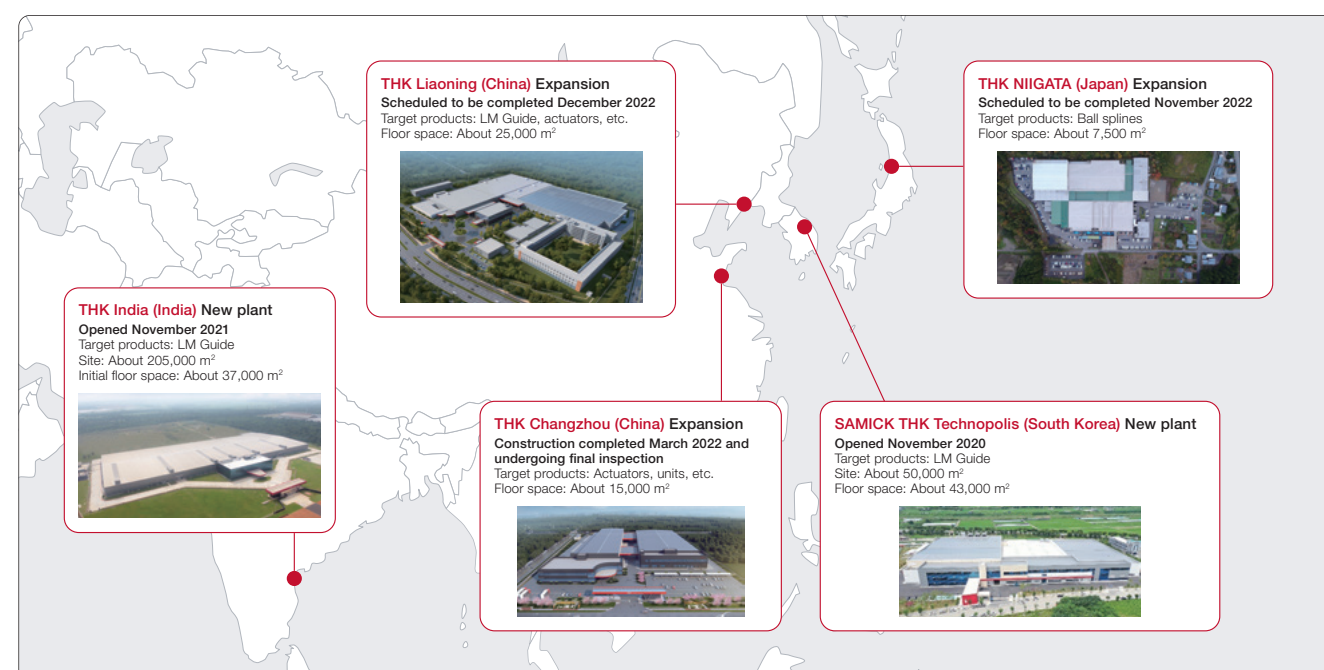 THK Liaoning (China) Expansion
Scheduled to be completed December 2022
Target products: LM Guide, actuators, etc.
Floor space: About 25,000 m²
THK NIIGATA (Japan) Expansion
Scheduled to be completed November 2022
Target products: Ball splines
Floor space: About 7,500 m²
THK India (India) New plant
Opened November 2021
Target products: LM Guide
Site: About 205,000 m²
Initial floor space: About 37,000 m²
THK Changzhou (China) Expansion
Construction completed March 2022 and
undergoing final inspection
Target products: Actuators, units, etc.
Floor space: About 15,000 m²
SAMICK THK Technopolis (South Korea) New plant
Opened November 2020
Target products: LM Guide
Site: About 50,000 m²
Floor space: About 43,000 m²